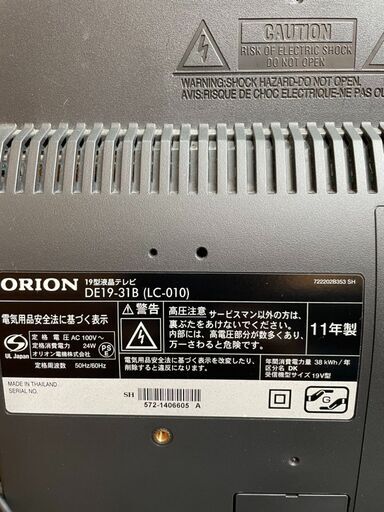 CAUTION
RISK OF ELECTRIC SHOCK
DO NOT OPEN
WARNING:SHOCK HAZARD-DO NOT OPEN.
AVIS:RISQUE DE CHOC ELECTRIQUE-NE PAS OU
ORION
19型液晶テレビ
DE19-31B (LC-010)
722202B353 SH
電気用品安全法に基づく表示
UL Japan
定格電圧 AC 100V〜
定格消費電力 24W
オリオン電機株式会社
定格周波数 50Hz/60Hz
警告
高圧注意 サービスマン以外の方は、
裏ぶたをあけないでください。
内部には、高電圧部分が数多くあり、
万一さわると危険です。
11年製
電気用品安全法に基づく表示を改変したり、
削除すると違反になります。
年間消費電力量 38 kWh/年
区分名 DK
受信機型サイズ 19V型
MADE IN THAILAND
SERIAL NO.
SH
572-1406605 A
G